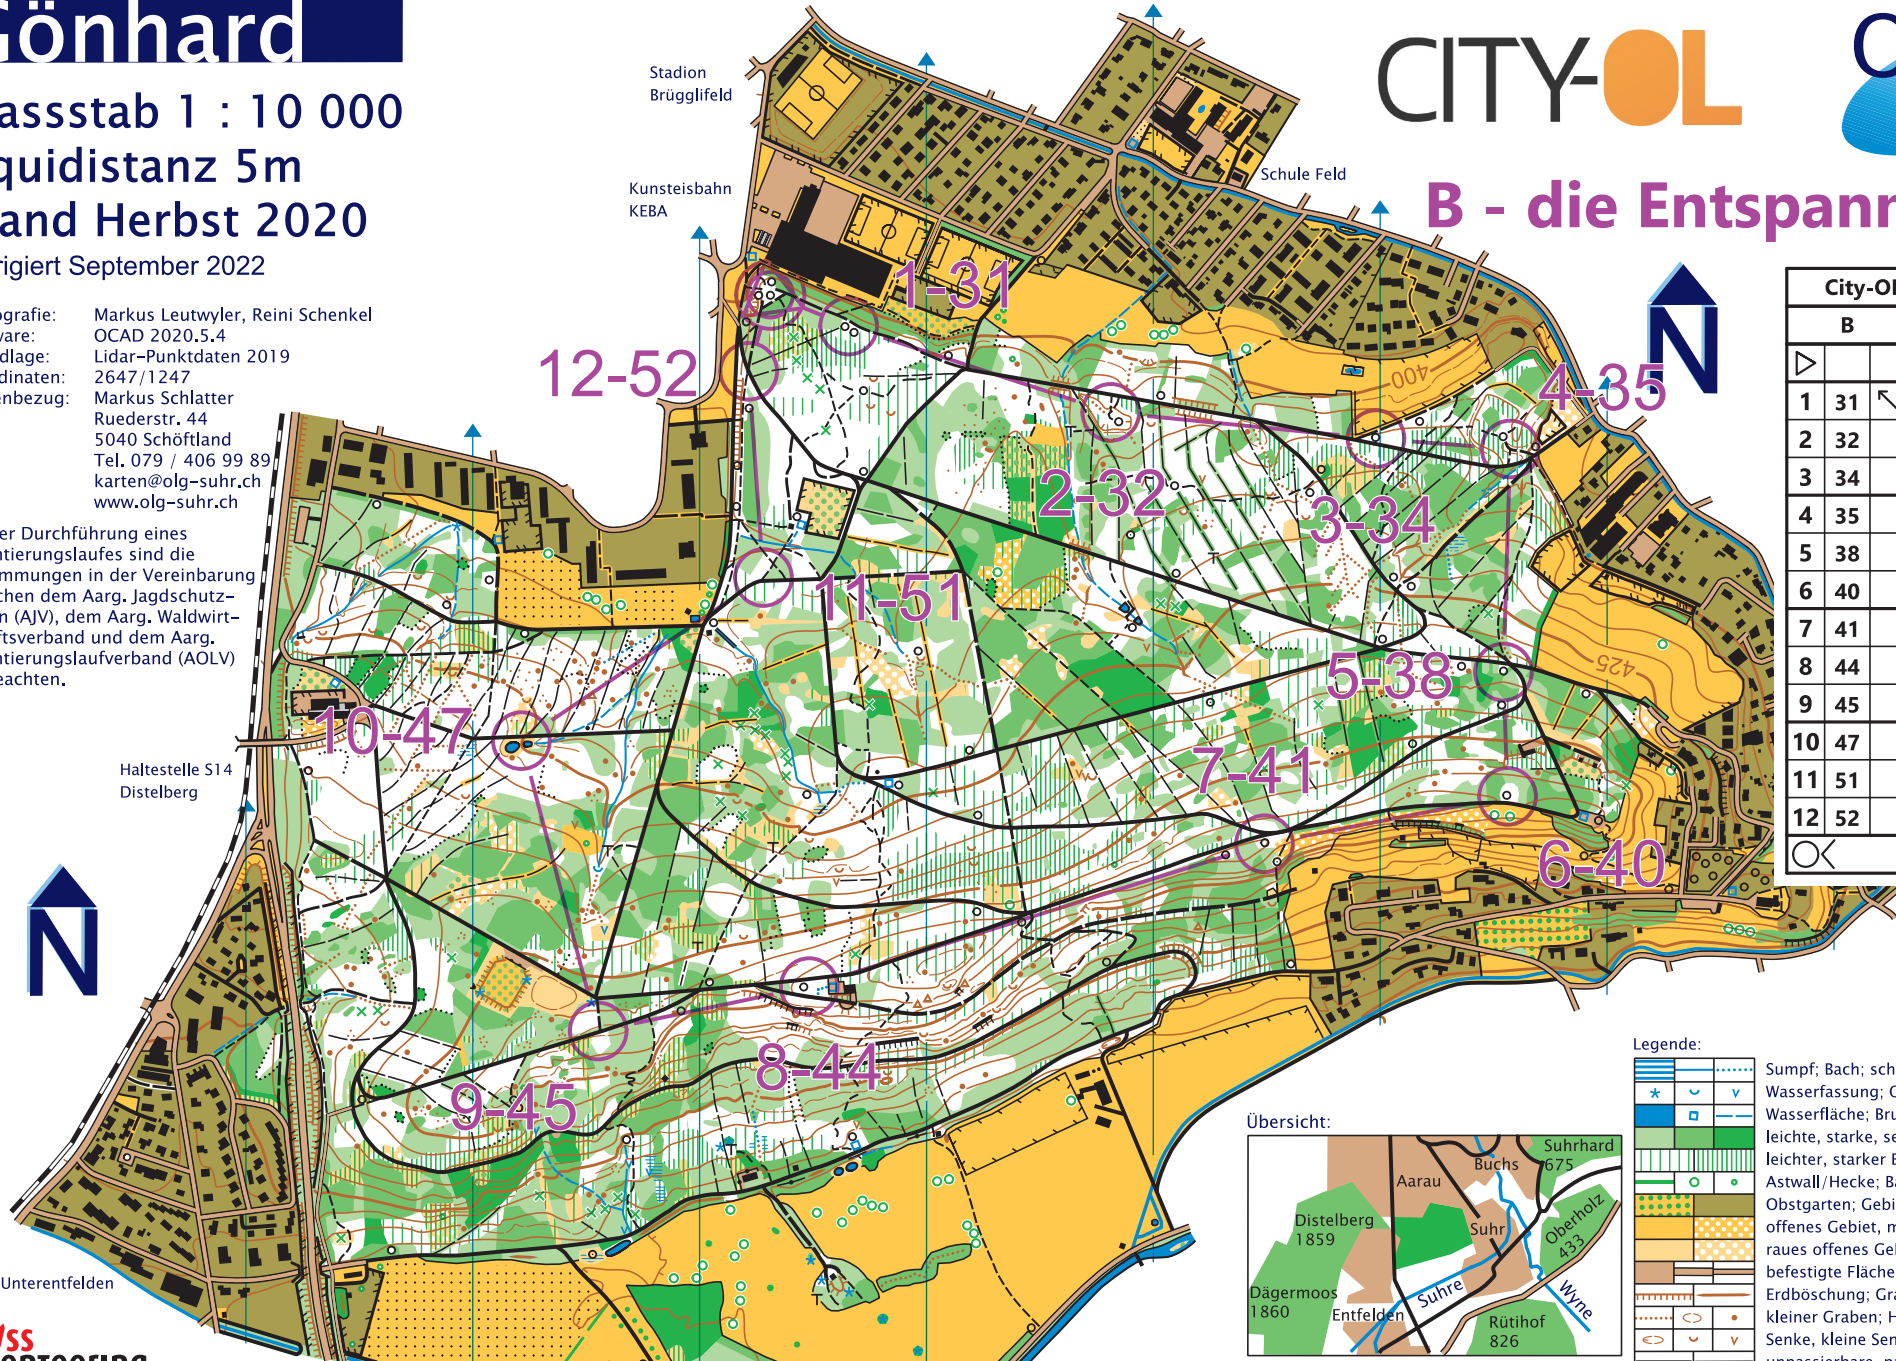 Gönhard
assstab 1 : 10 000
quidistanz 5m
and Herbst 2020
rigiert September 2022
ografie: Markus Leutwyler, Reini Schenkel
vare: OCAD 2020.5.4
dlage: Lidar-Punktdaten 2019
dinaten: 2647/1247
enbezug: Markus Schlatter
Ruederstr. 44
5040 Schöftland
Tel. 079 / 406 99 89
karten@olg-suhr.ch
www.olg-suhr.ch
er Durchführung eines
ntierungslaufes sind die
mmungen in der Vereinbarung
chen dem Aarg. Jagdschutz-
n (AJV), dem Aarg. Waldwirt-
ftsverband und dem Aarg.
ntierungslaufverband (AOLV)
eachten.
Stadion
Brügglifeld
Kunsteisbahn
KEBA
Schule Feld
CITY-OL
B - die Entspann
City-Ol
B
1 31
2 32
3 34
4 35
5 38
6 40
7 41
8 44
9 45
10 47
11 51
12 52
1-31
12-52
4-35
400
2-32
3-34
11-51
5-38
425
10-47
7-41
6-40
8-44
9-45
N
N
Haltestelle S14
Distelberg
Unterentfelden
Übersicht:
Suhrhard
675
Buchs
Aarau
Distelberg
1859
Suhr
Oberholz
433
Dägermoos
1860
Entfelden
Suhre
Wyne
Rütihof
826
Legende:
Sumpf; Bach; sch
Wasserfassung; 
Wasserfläche; Bru
leichte, starke, se
leichter, starker B
Astwall/Hecke; Ba
Obstgarten; Gebi
offenes Gebiet, m
raues offenes Gel
befestigte Fläche
Erdböschung; Gra
kleiner Graben; H
Senke, kleine Sen